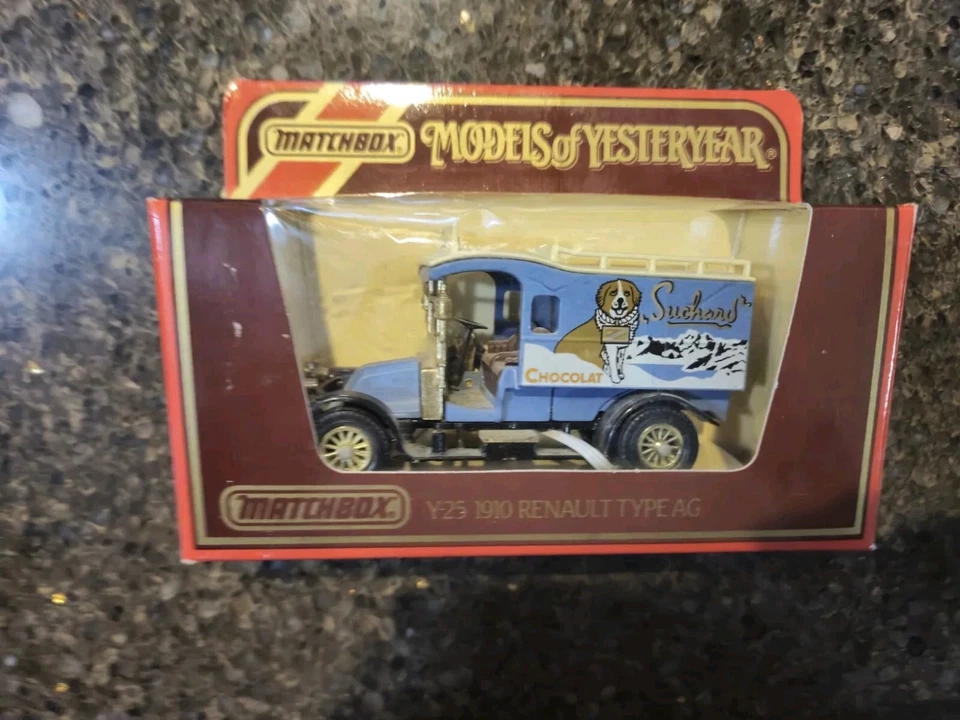 MATCHBOX MODELS of YESTERYEAR®
„Suchard"
CHOCOLAT
MATCHBOX Y-25 1910 RENAULT TYPE AG